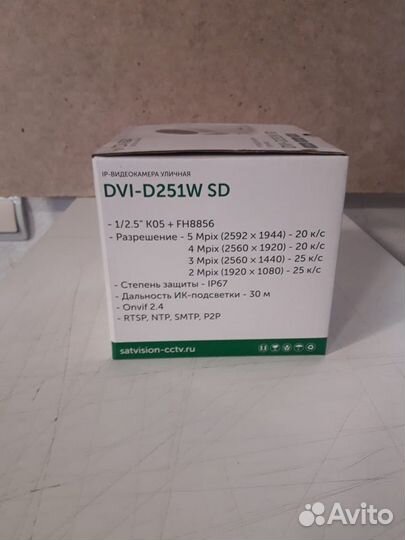 IP-ВИДЕОКАМЕРА УЛИЧНАЯ
DVI-D251W SD
- 1/2.5" K05 + FH8856
- Разрешение - 5 Mpix (2592 × 1944) - 20 к/с
4 Mpix (2560 × 1920) - 20 к/с
3 Mpix (2560 × 1440) - 25 к/с
2 Mpix (1920 × 1080) - 25 к/с
- Степень защиты - IP67
- Дальность ИК-подсветки - 30 м
- Onvif 2.4
- RTSP, NTP, SMTP, P2P
satvision-cctv.ru
Avito